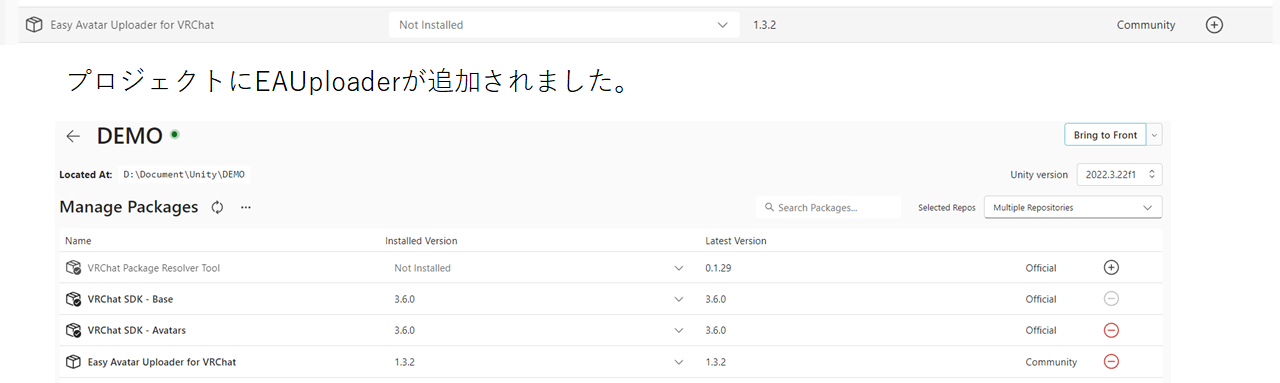 Easy Avatar Uploader for VRChat Not Installed 1.3.2 Community
プロジェクトにEAUploaderが追加されました。
DEMO Bring to Front
Located At: D:\Document\Unity\DEMO Unity version 2022.3.22f1
Manage Packages ... Search Packages... Selected Repos Multiple Repositories
Name Installed Version Latest Version
VRChat Package Resolver Tool Not Installed 0.1.29 Official
VRChat SDK - Base 3.6.0 3.6.0 Official
VRChat SDK - Avatars 3.6.0 3.6.0 Official
Easy Avatar Uploader for VRChat 1.3.2 1.3.2 Community